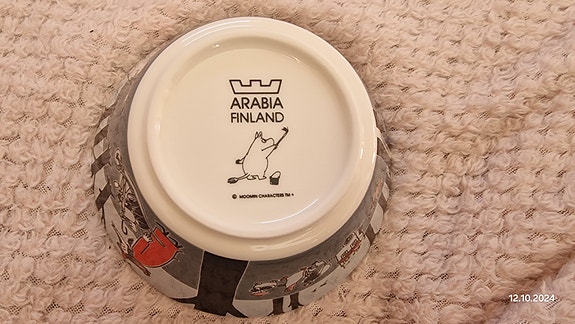 ARABIA
FINLAND
© MOOMIN CHARACTERS TM
12.10.2024